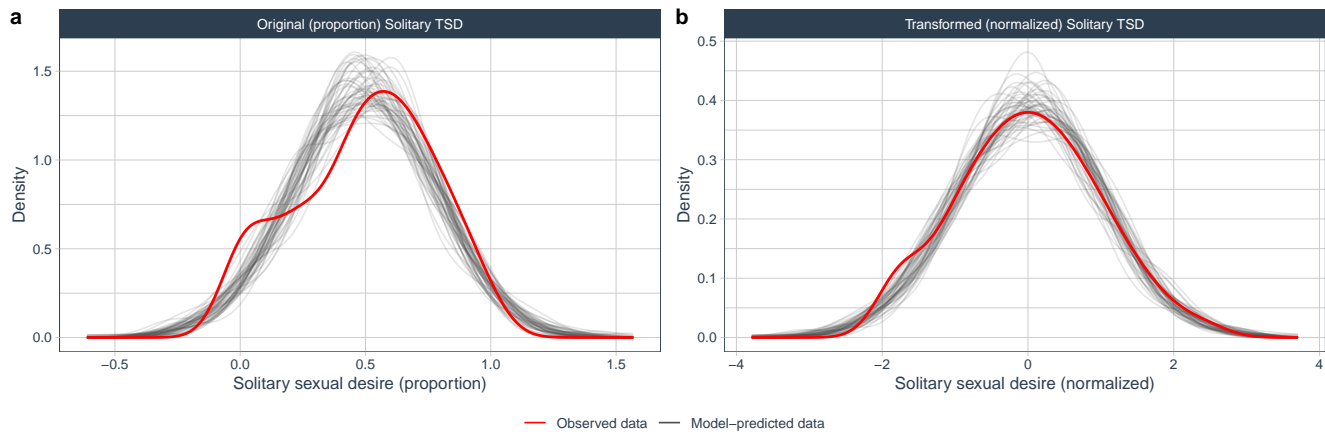 a
Original (proportion) Solitary TSD
Density
1.5
1.0
0.5
0.0
−0.5
0.0
0.5
1.0
1.5
Solitary sexual desire (proportion)
b
Transformed (normalized) Solitary TSD
Density
0.5
0.4
0.3
0.2
0.1
0.0
−4
−2
0
2
4
Solitary sexual desire (normalized)
Observed data
Model−predicted data